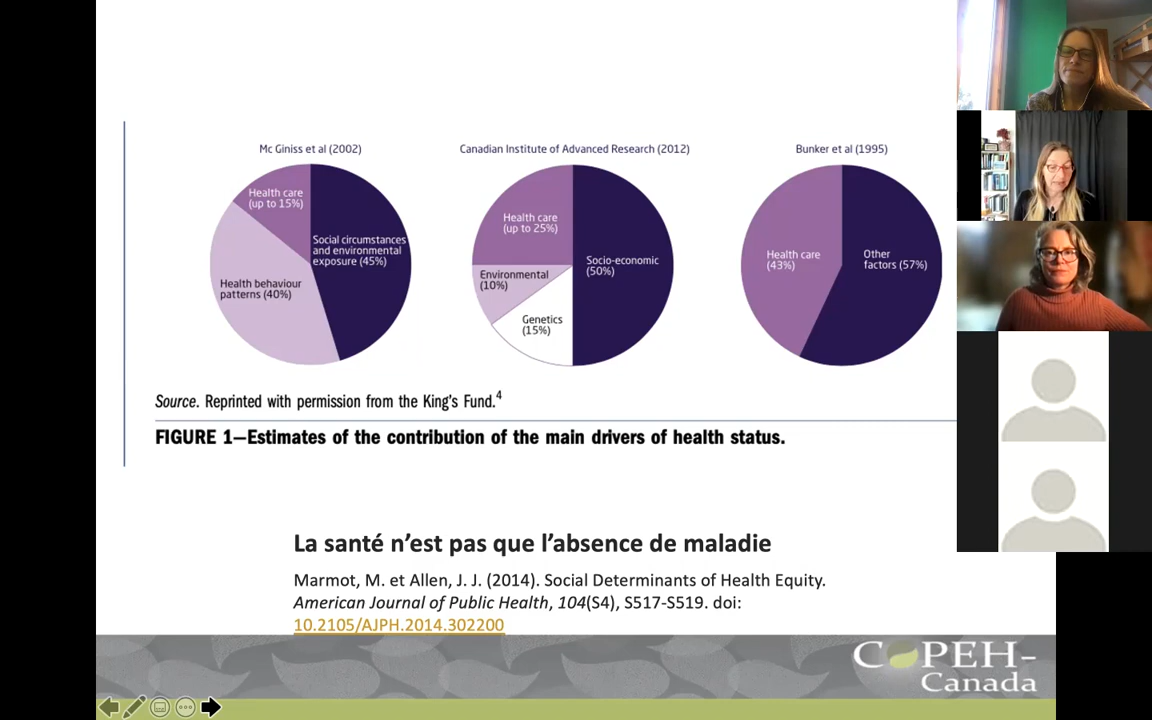 Mc Giniss et al (2002)
Health care
(up to 15%)
Social circumstances
and environmental
exposure (45%)
Health behaviour
patterns (40%)
Canadian Institute of Advanced Research (2012)
Health care
(up to 25%)
Socio-economic
(50%)
Environmental
(10%)
Genetics
(15%)
Bunker et al (1995)
Health care
(43%)
Other
factors (57%)
Source. Reprinted with permission from the King's Fund.4
FIGURE 1—Estimates of the contribution of the main drivers of health status.
La santé n'est pas que l'absence de maladie
Marmot, M. et Allen, J. J. (2014). Social Determinants of Health Equity.
American Journal of Public Health, 104(S4), S517-S519. doi:
10.2105/AJPH.2014.302200
COPEH-
Canada